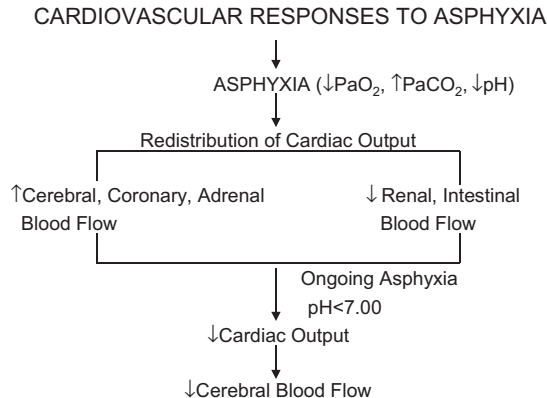 CARDIOVASCULAR RESPONSES TO ASPHYXIA
ASPHYXIA (↓PaO₂, ↑PaCO₂, ↓pH)
Redistribution of Cardiac Output
↑Cerebral, Coronary, Adrenal
Blood Flow
↓ Renal, Intestinal
Blood Flow
Ongoing Asphyxia
pH<7.00
↓Cardiac Output
↓Cerebral Blood Flow